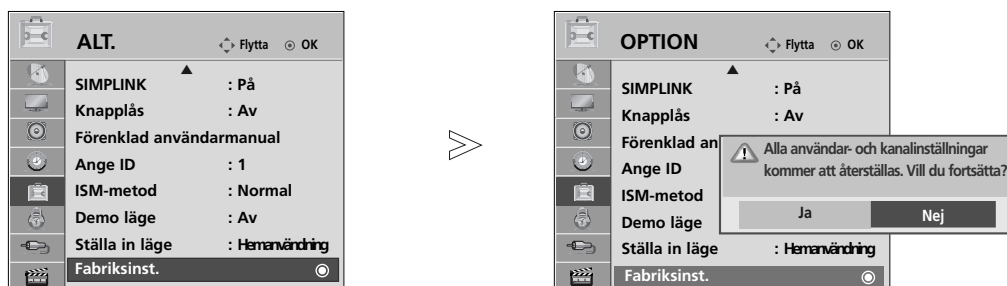 ALT.
Flytta OK
SIMPLINK : På
Knapplås : Av
Förenklad användarmanual
Ange ID : 1
ISM-metod : Normal
Demo läge : Av
Ställa in läge : Hemanvändning
Fabriksinst.
OPTION
Flytta OK
SIMPLINK : På
Knapplås : Av
Förenklad an
Ange ID
ISM-metod
Demo läge
Ställa in läge : Hemanvändning
Fabriksinst.
Alla användar- och kanalinställningar
kommer att återställas. Vill du fortsätta?
Ja Nej